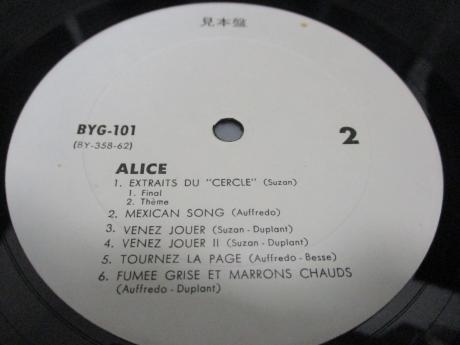 見本盤
BYG-101
(BY-358-62)
2
ALICE
1. EXTRAITS DU "CERCLE" (Suzan)
1. Final
2. Thème
2. MEXICAN SONG (Auffredo)
3. VENEZ JOUER (Suzan - Duplant)
4. VENEZ JOUER II (Suzan - Duplant)
5. TOURNEZ LA PAGE (Auffredo - Besse)
6. FUMEE GRISE ET MARRONS CHAUDS
(Auffredo - Duplant)